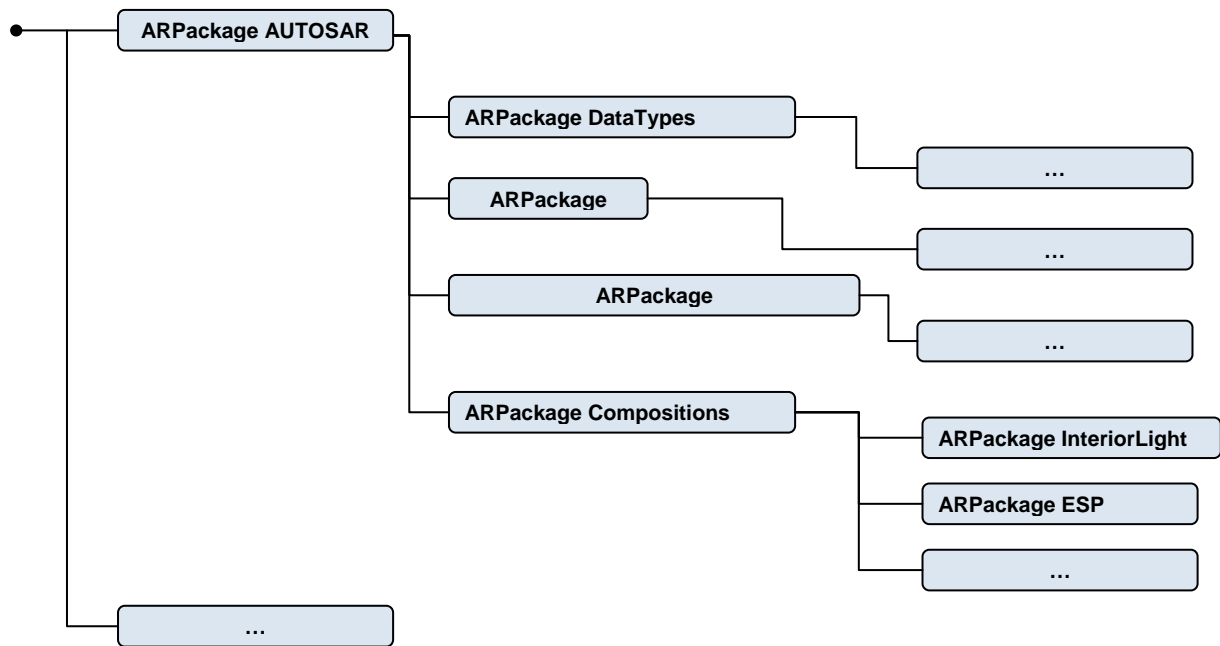 ARPackage AUTOSAR
ARPackage DataTypes
…
ARPackage
…
ARPackage
…
ARPackage Compositions
ARPackage InteriorLight
ARPackage ESP
…
…